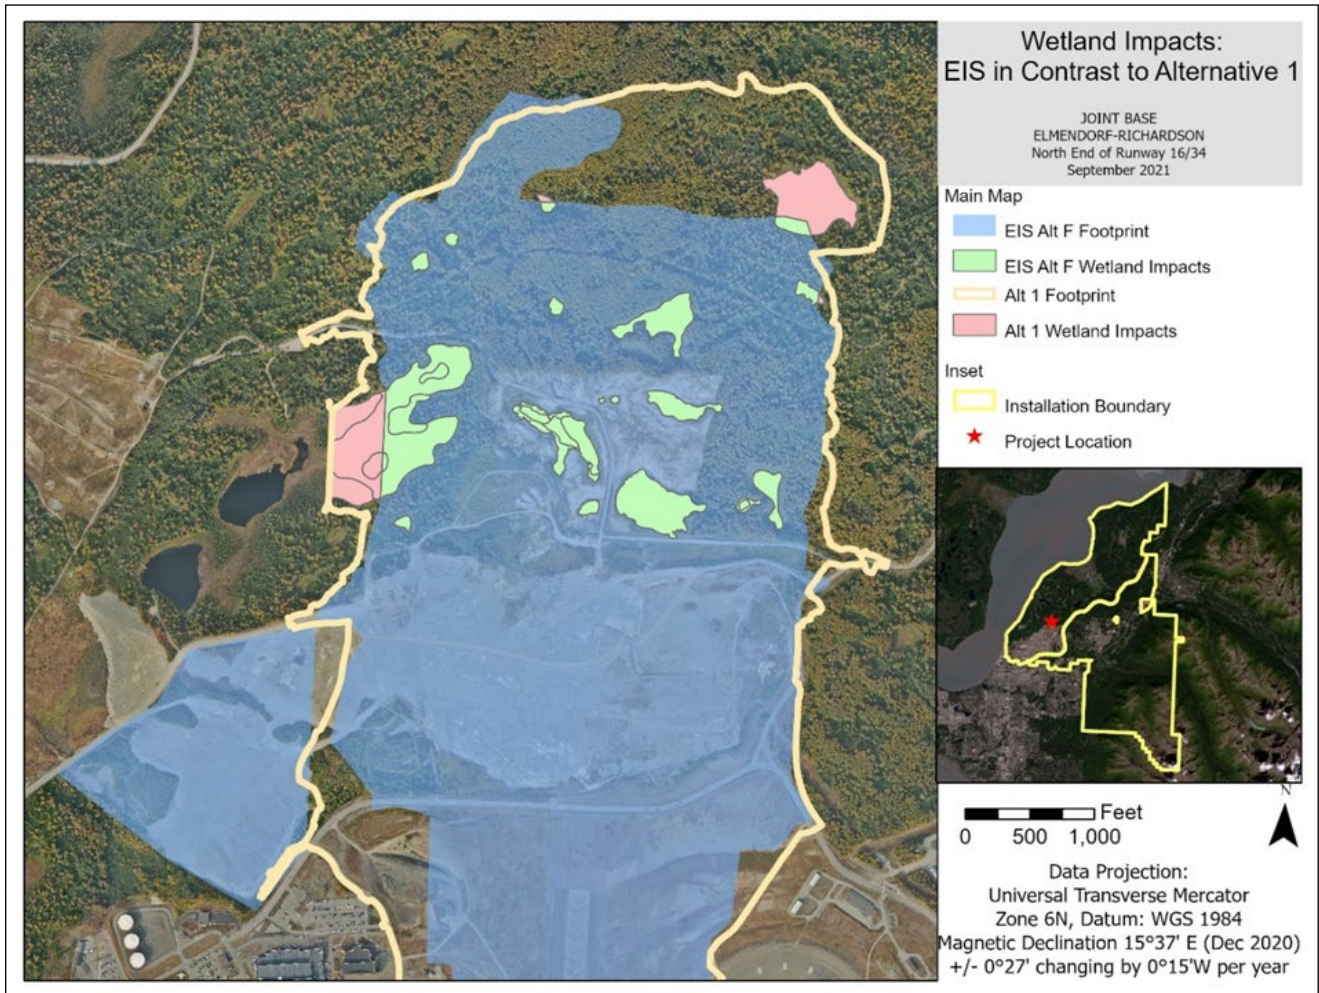 Wetland Impacts:
EIS in Contrast to Alternative 1
JOINT BASE
ELMENDORF-RICHARDSON
North End of Runway 16/34
September 2021
Main Map
EIS Alt F Footprint
EIS Alt F Wetland Impacts
Alt 1 Footprint
Alt 1 Wetland Impacts
Inset
Installation Boundary
Project Location
N
Feet
0 500 1,000
Data Projection:
Universal Transverse Mercator
Zone 6N, Datum: WGS 1984
Magnetic Declination 15°37' E (Dec 2020)
+/- 0°27' changing by 0°15'W per year